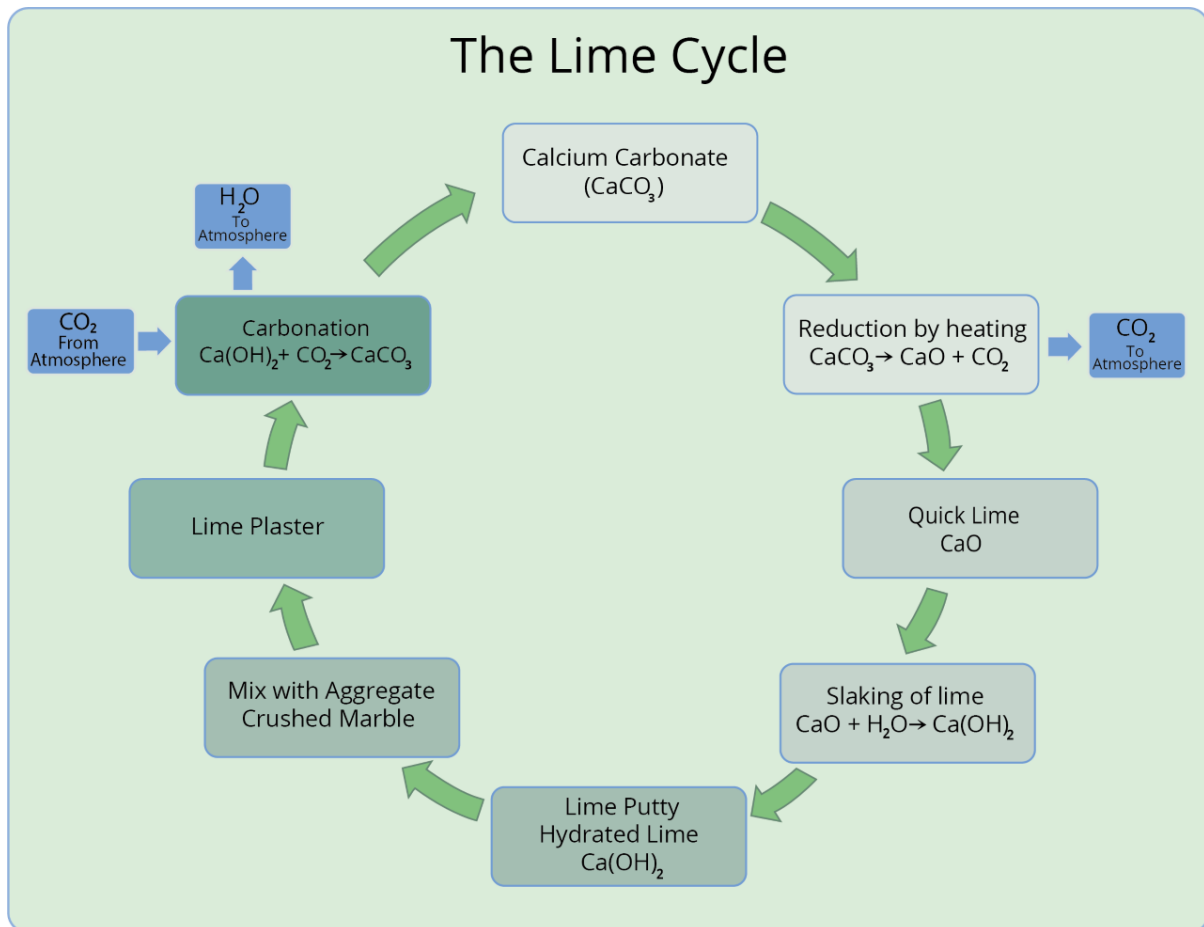 The Lime Cycle
Calcium Carbonate
(CaCO₃)
Reduction by heating
CaCO₃→ CaO + CO₂
CO₂
To
Atmosphere
Quick Lime
CaO
Slaking of lime
CaO + H₂O→ Ca(OH)₂
Lime Putty
Hydrated Lime
Ca(OH)₂
Mix with Aggregate
Crushed Marble
Lime Plaster
Carbonation
Ca(OH)₂+ CO₂→CaCO₃
CO₂
From
Atmosphere
H₂O
To
Atmosphere